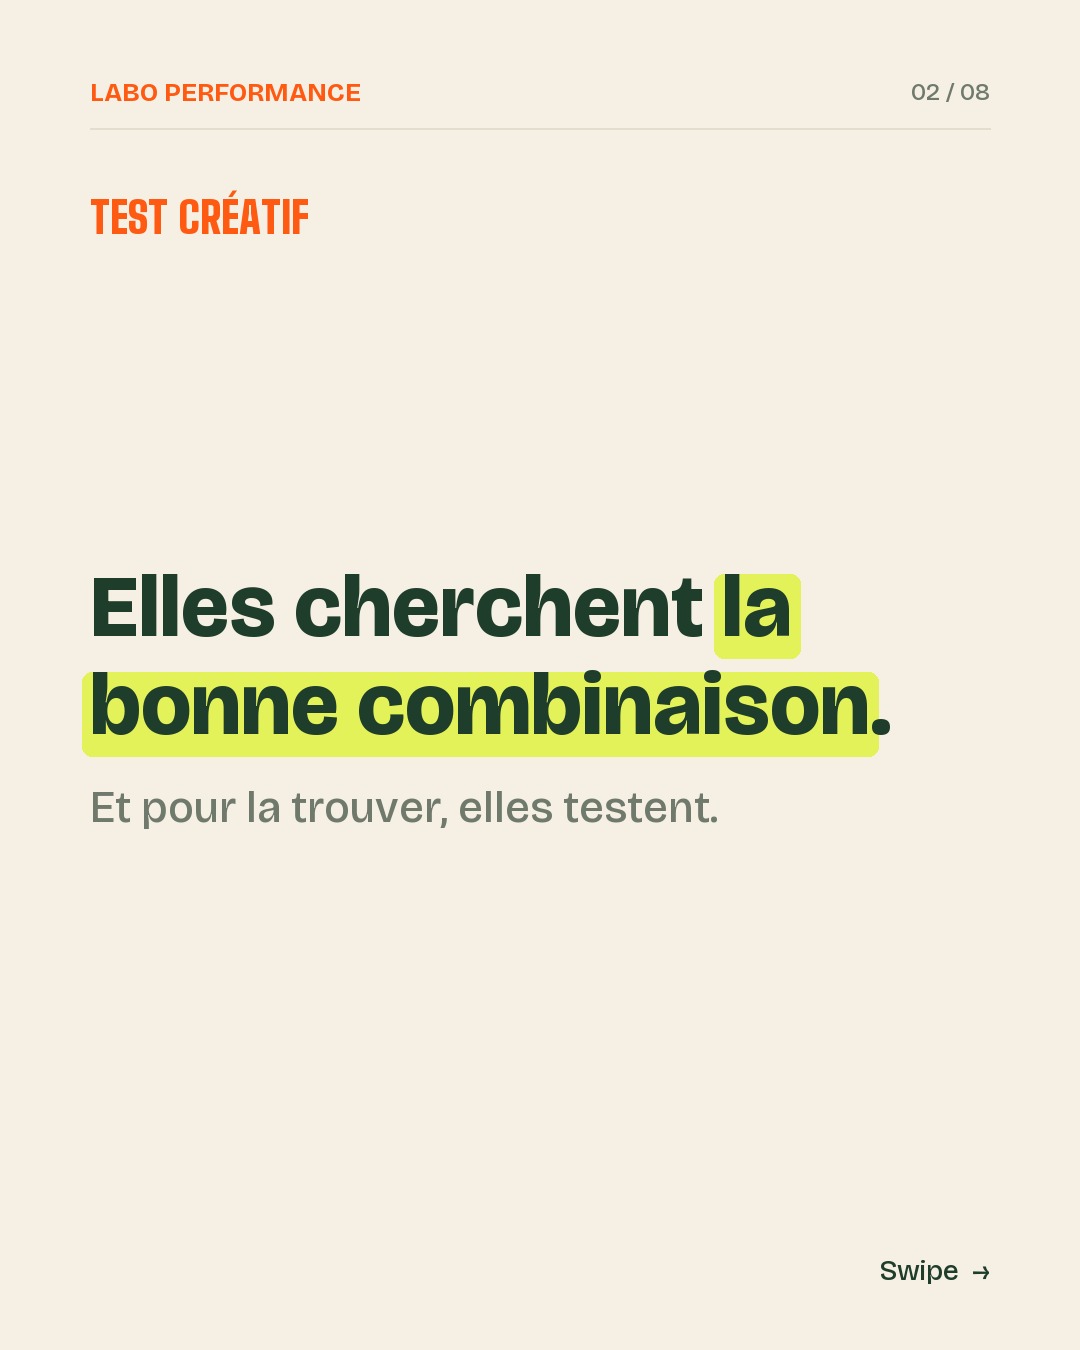 LABO PERFORMANCE
02 / 08
TEST CRÉATIF
Elles cherchent la
bonne combinaison.
Et pour la trouver, elles testent.
Swipe →